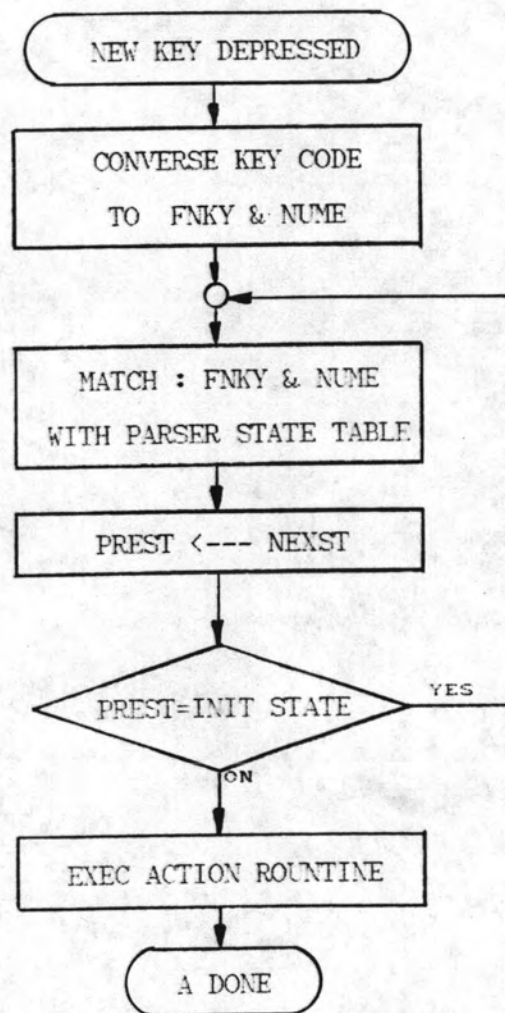 NEW KEY DEPRESSED
CONVERSE KEY CODE
TO FNKY & NUME
MATCH : FNKY & NUME
WITH PARSER STATE TABLE
PREST <--- NEXST
PREST=INIT STATE
YES
ON
EXEC ACTION ROUNTINE
A DONE